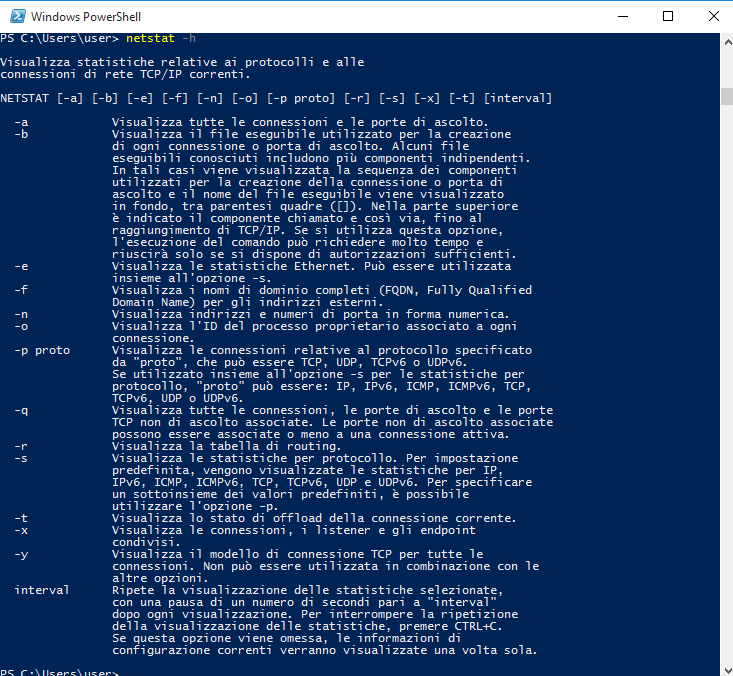 Windows PowerShell
PS C:\Users\user> netstat -h
Visualizza statistiche relative ai protocolli e alle
connessioni di rete TCP/IP correnti.
NETSTAT [-a] [-b] [-e] [-f] [-n] [-o] [-p proto] [-r] [-s] [-x] [-t] [interval]
-a Visualizza tutte le connessioni e le porte di ascolto.
-b Visualizza il file eseguibile utilizzato per la creazione
di ogni connessione o porta di ascolto. Alcuni file
eseguibili conosciuti includono più componenti indipendenti.
In tali casi viene visualizzata la sequenza dei componenti
utilizzati per la creazione della connessione o porta di
ascolto e il nome del file eseguibile viene visualizzato
in fondo, tra parentesi quadre ([]). Nella parte superiore
è indicato il componente chiamato e così via, fino al
raggiungimento di TCP/IP. Se si utilizza questa opzione,
l'esecuzione del comando può richiedere molto tempo e
riuscirà solo se si dispone di autorizzazioni sufficienti.
-e Visualizza le statistiche Ethernet. Può essere utilizzata
insieme all'opzione -s.
-f Visualizza i nomi di dominio completi (FQDN, Fully Qualified
Domain Name) per gli indirizzi esterni.
-n Visualizza indirizzi e numeri di porta in forma numerica.
-o Visualizza l'ID del processo proprietario associato a ogni
connessione.
-p proto Visualizza le connessioni relative al protocollo specificato
da "proto", che può essere TCP, UDP, TCPv6 o UDPv6.
Se utilizzato insieme all'opzione -s per le statistiche per
protocollo, "proto" può essere: IP, IPv6, ICMP, ICMPv6, TCP,
TCPv6, UDP o UDPv6.
-q Visualizza tutte le connessioni, le porte di ascolto e le porte
TCP non di ascolto associate. Le porte non di ascolto associate
possono essere associate o meno a una connessione attiva.
-r Visualizza la tabella di routing.
-s Visualizza le statistiche per protocollo. Per impostazione
predefinita, vengono visualizzate le statistiche per IP,
IPv6, ICMP, ICMPv6, TCP, TCPv6, UDP e UDPv6. Per specificare
un sottoinsieme dei valori predefiniti, è possibile
utilizzare l'opzione -p.
-t Visualizza lo stato di offload della connessione corrente.
-x Visualizza le connessioni, i listener e gli endpoint
condivisi.
-y Visualizza il modello di connessione TCP per tutte le
connessioni. Non può essere utilizzata in combinazione con le
altre opzioni.
interval Ripete la visualizzazione delle statistiche selezionate,
con una pausa di un numero di secondi pari a "interval"
dopo ogni visualizzazione. Per interrompere la ripetizione
della visualizzazione delle statistiche, premere CTRL+C.
Se questa opzione viene omessa, le informazioni di
configurazione correnti verranno visualizzate una volta sola.
PS C:\Users\user>